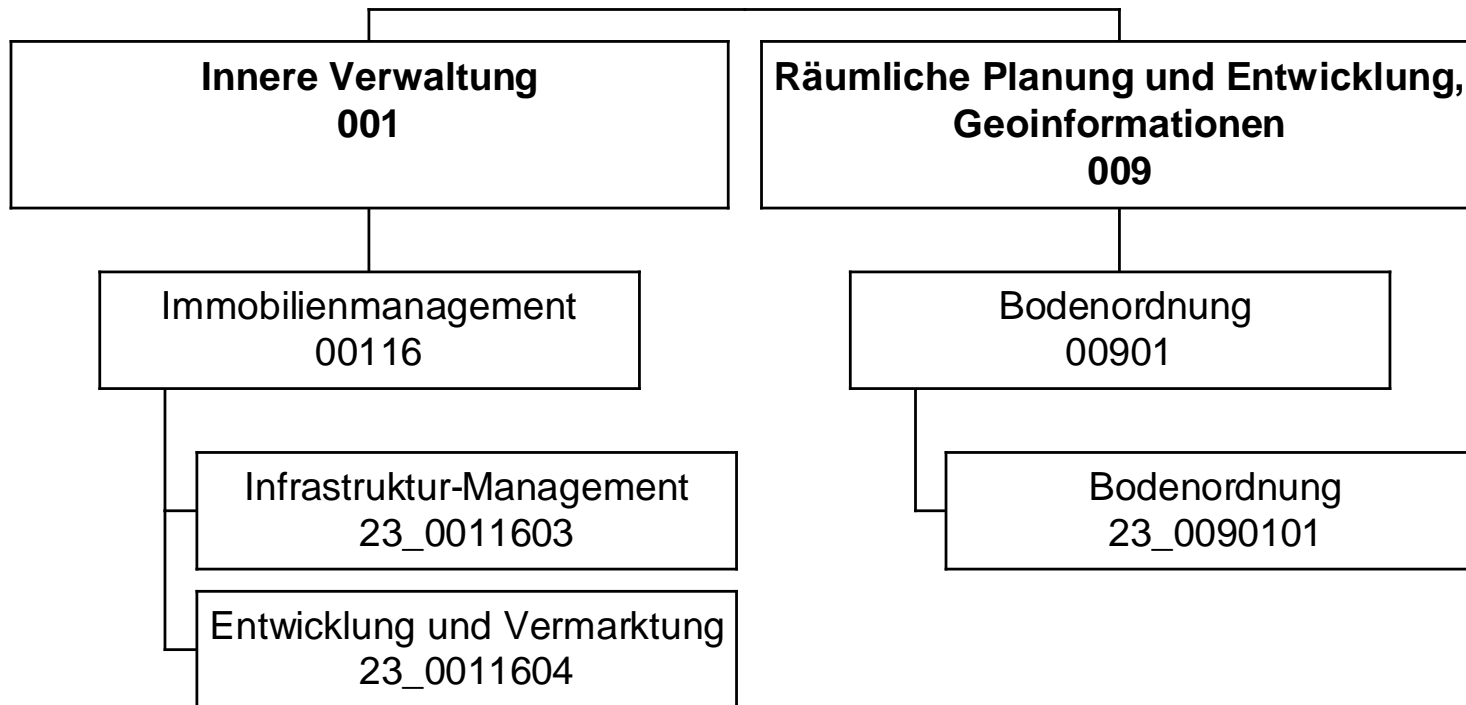 Innere Verwaltung
001
Räumliche Planung und Entwicklung,
Geoinformationen
009
Immobilienmanagement
00116
Bodenordnung
00901
Infrastruktur-Management
23_0011603
Bodenordnung
23_0090101
Entwicklung und Vermarktung
23_0011604